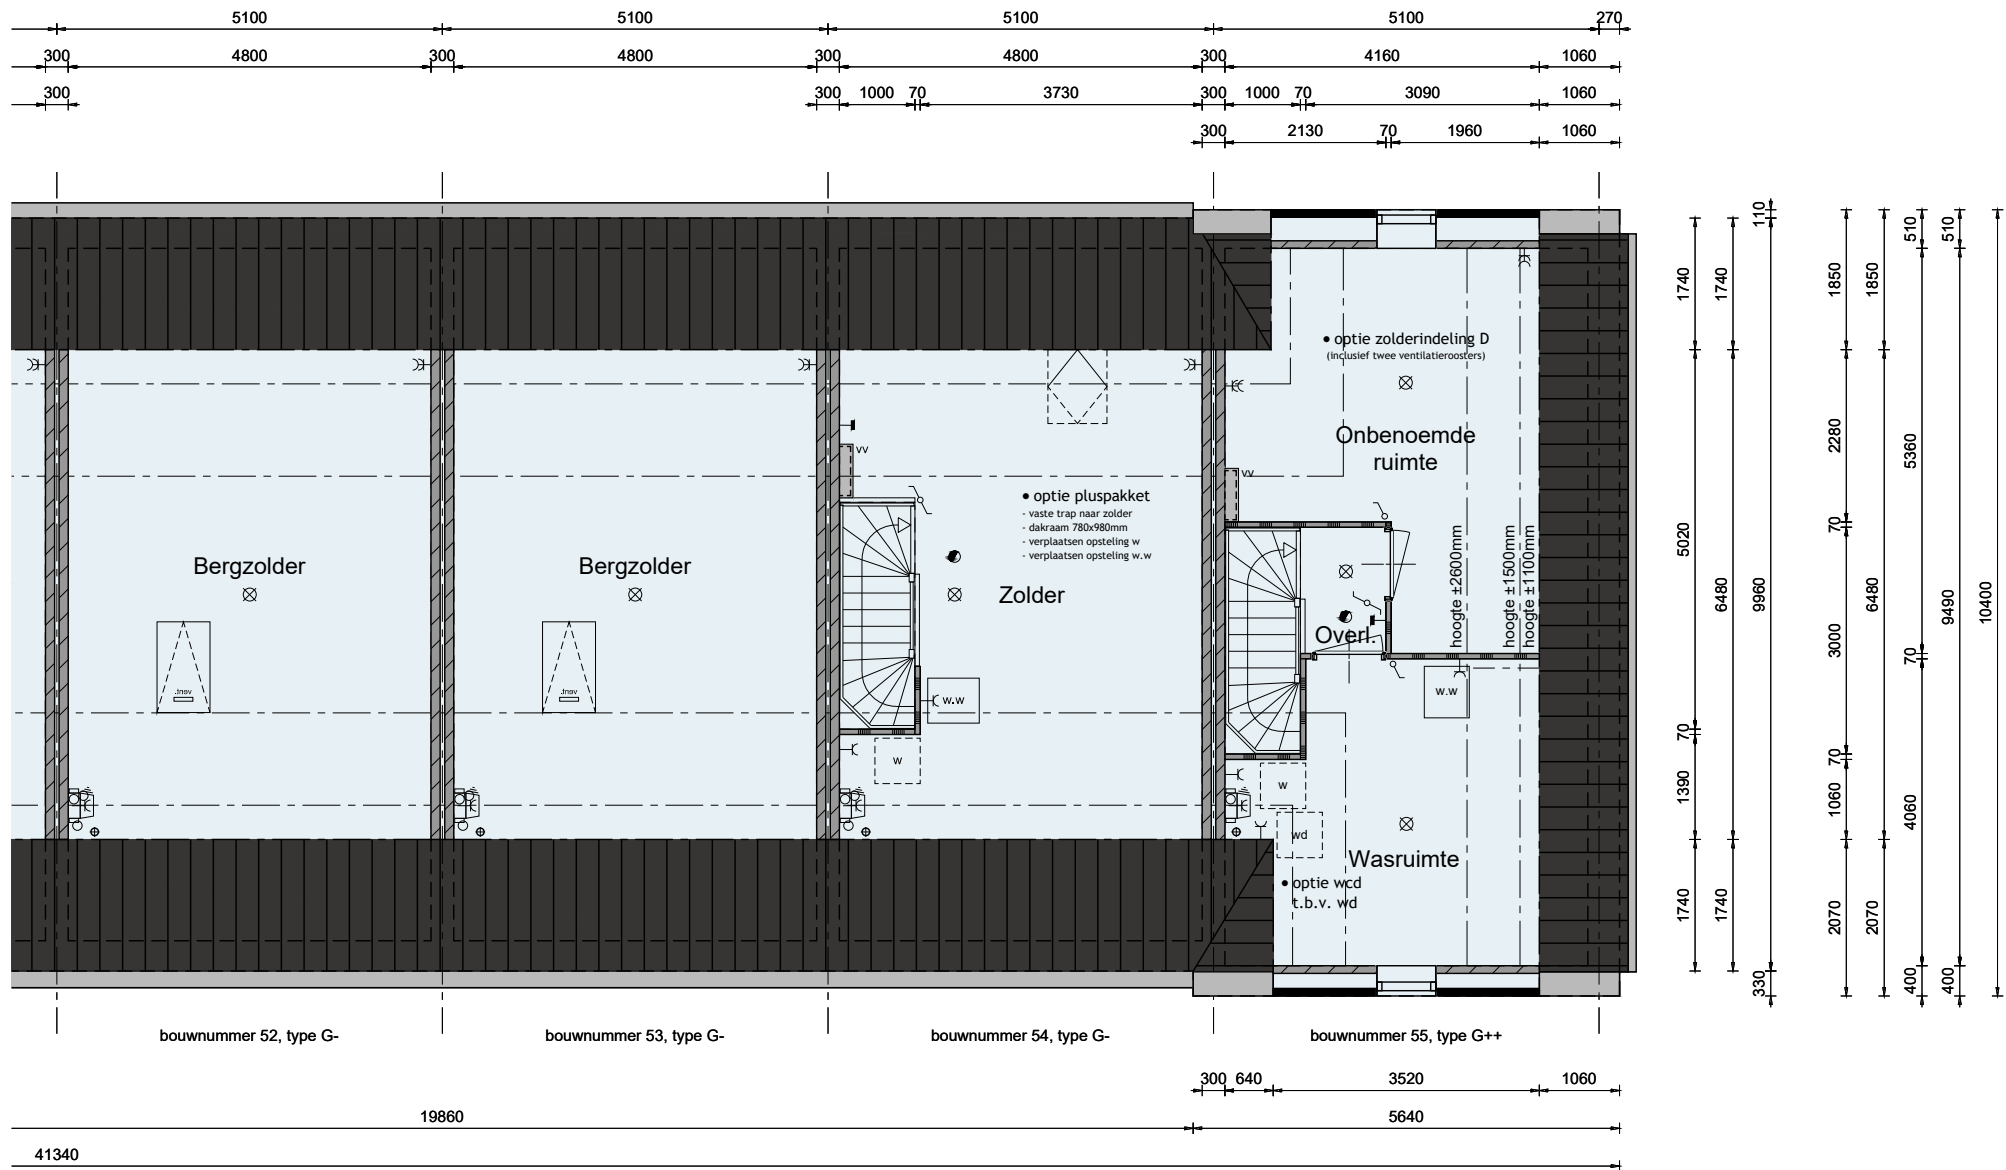 5100 5100 5100 5100 270
300 4800 300 4800 300 4800 300 4160 1060
300 300 1000 70 3730 300 1000 70 3090 1060
300 2130 70 1960 1060
110
510
510
1740
1740
1850
1850
• optie zolderindeling D
(inclusief twee ventilatieroosters)
Onbenoemde
ruimte
vv
vv
2280
5360
• optie pluspakket
- vaste trap naar zolder
- dakraam 780x980mm
- verplaatsen opsteling w
- verplaatsen opsteling w.w
Bergzolder
Bergzolder
Zolder
hoogte ±2600mm
hoogte ±1500mm
hoogte ±1100mm
5020
70
6480
9960
6480
9490
10400
Overl.
3000
70
vent.
vent.
w.w
w.w
w
w
wd
70
70
1390
1060
4060
Wasruimte
• optie wcd
t.b.v. wd
1740
1740
2070
2070
330
400
400
bouwnummer 52, type G-
bouwnummer 53, type G-
bouwnummer 54, type G-
bouwnummer 55, type G++
300 640 3520 1060
19860 5640
41340